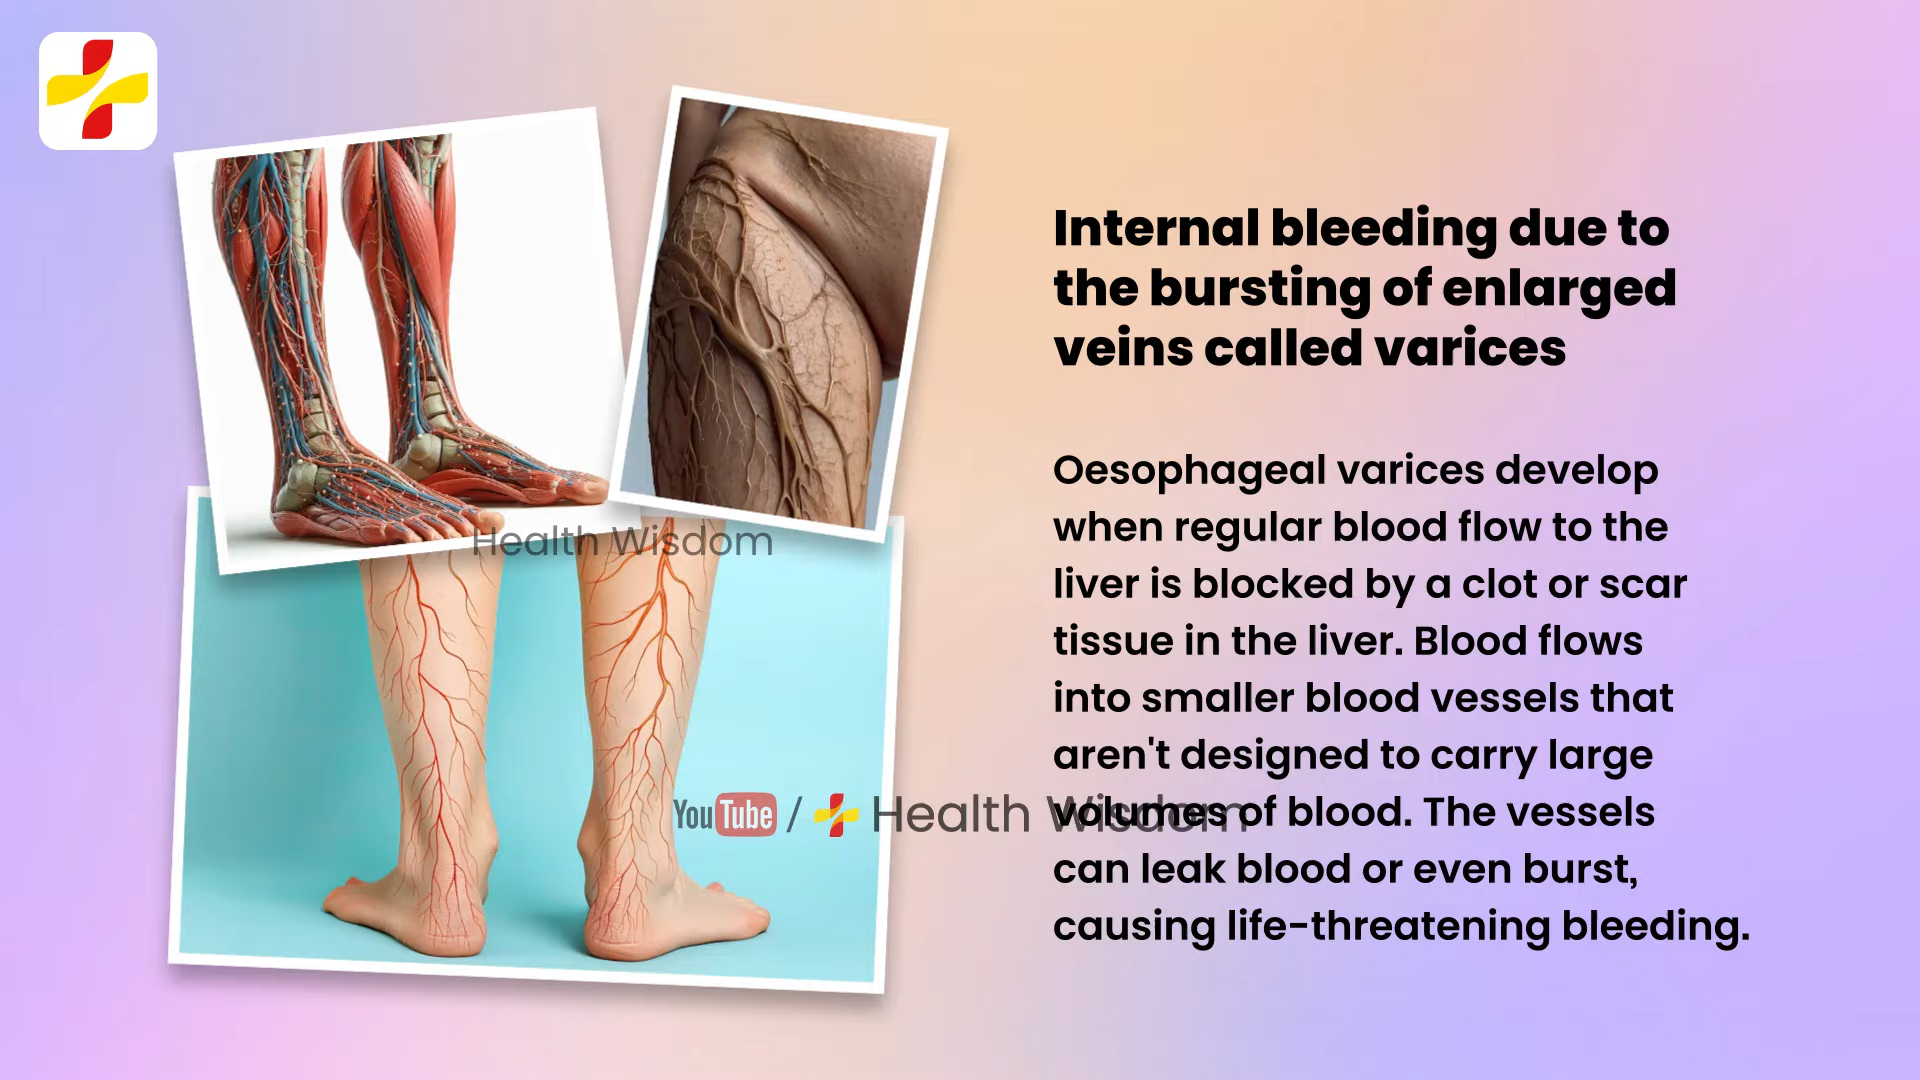 Internal bleeding due to
the bursting of enlarged
veins called varices
Oesophageal varices develop
when regular blood flow to the
liver is blocked by a clot or scar
tissue in the liver. Blood flows
into smaller blood vessels that
aren't designed to carry large
volumes of blood. The vessels
can leak blood or even burst,
causing life-threatening bleeding.
Health Wisdom
YouTube / Health Wisdom